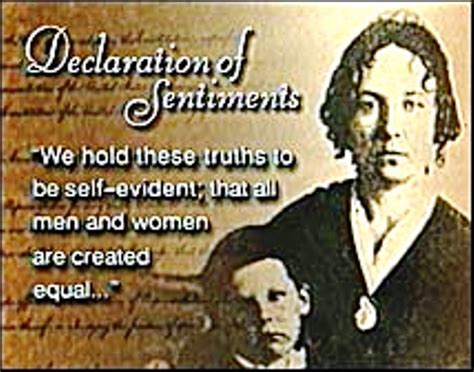 Declaration of
Sentiments
"We hold these truths to
be self-evident; that all
men and women
are created
equal..."